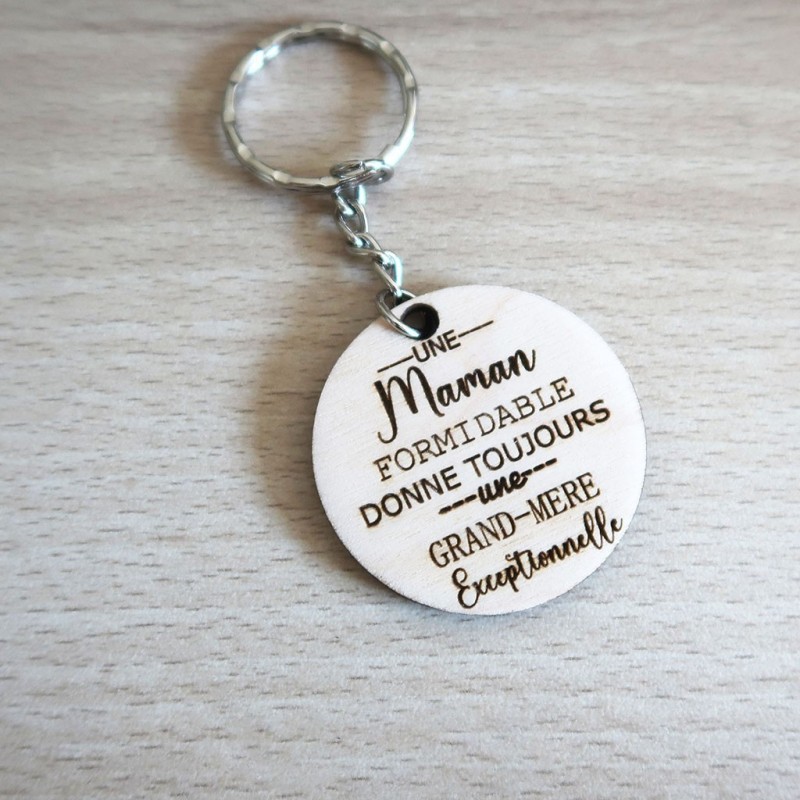 UNE
Maman
FORMIDABLE
DONNE TOUJOURS
une
GRAND-MERE
Exceptionnelle